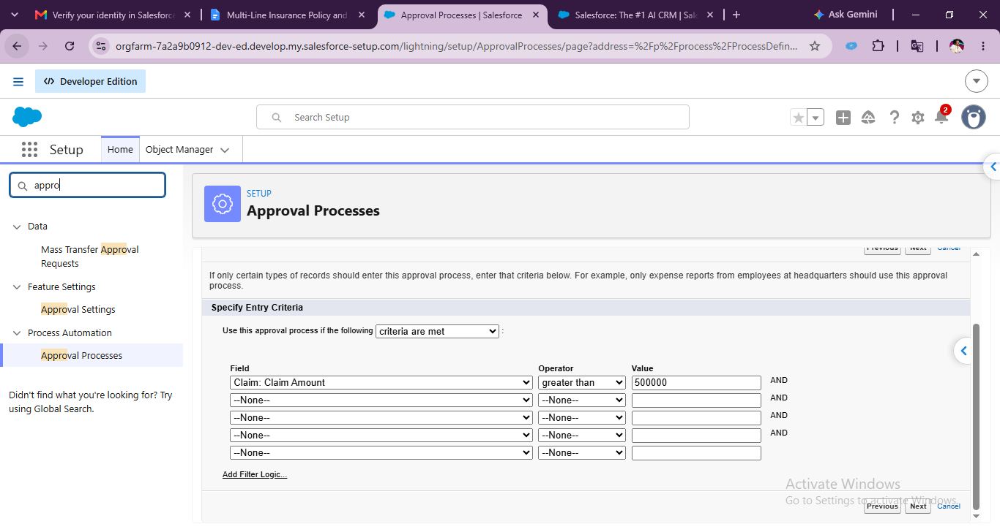 Verify your identity in Salesforce
Multi-Line Insurance Policy and
Approval Processes | Salesforce
Salesforce: The #1 AI CRM | Sale
Ask Gemini
orgfarm-7a2a9b0912-dev-ed.develop.my.salesforce-setup.com/lightning/setup/ApprovalProcesses/page?address=%2Fp%2Fprocess%2FProcessDefin...
Developer Edition
Search Setup
2
Setup
Home
Object Manager
appro
SETUP
Approval Processes
Data
Mass Transfer Approval
Requests
Feature Settings
Approval Settings
Process Automation
Approval Processes
Didn't find what you're looking for? Try
using Global Search.
Previous Next Cancel
If only certain types of records should enter this approval process, enter that criteria below. For example, only expense reports from employees at headquarters should use this approval
process.
Specify Entry Criteria
Use this approval process if the following criteria are met :
Field Operator Value
Claim: Claim Amount greater than 500000 AND
--None-- --None-- AND
--None-- --None-- AND
--None-- --None-- AND
--None-- --None--
Add Filter Logic...
Activate Windows
Go to Settings to activate Windows.
Previous Next Cancel